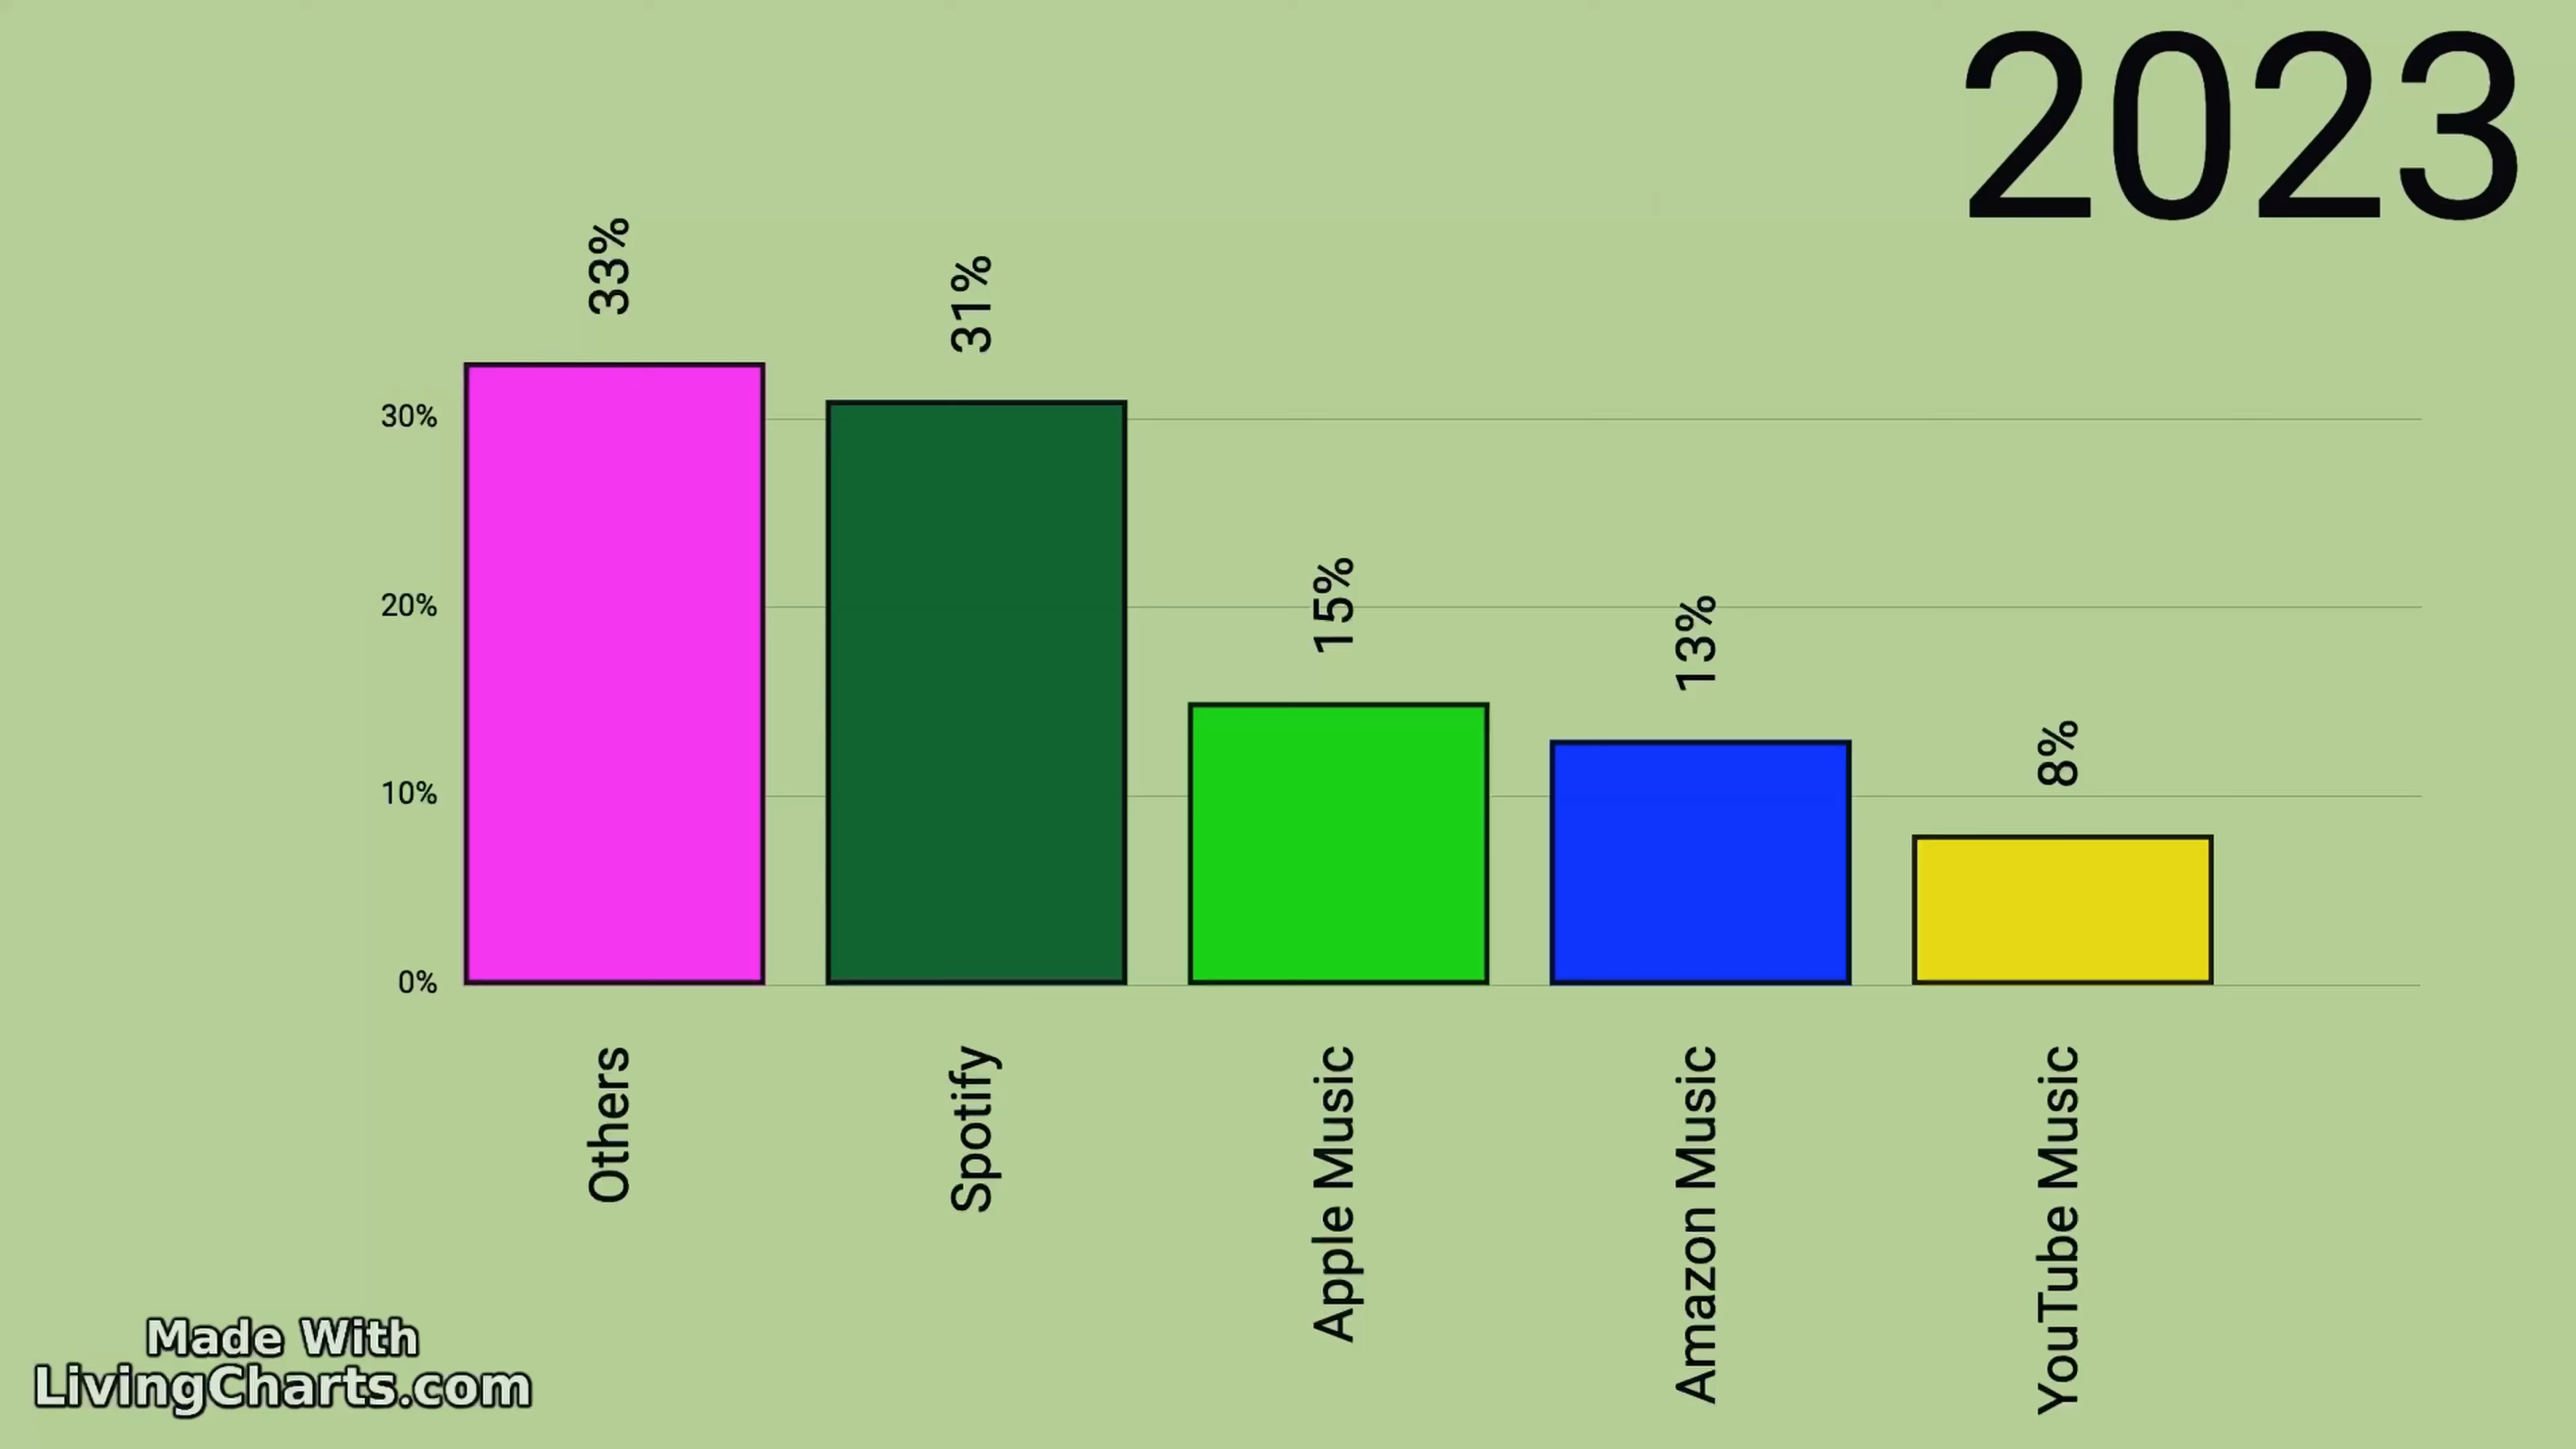 2023
33%
31%
15%
13%
8%
30%
20%
10%
0%
Others
Spotify
Apple Music
Amazon Music
YouTube Music
Made With
LivingCharts.com